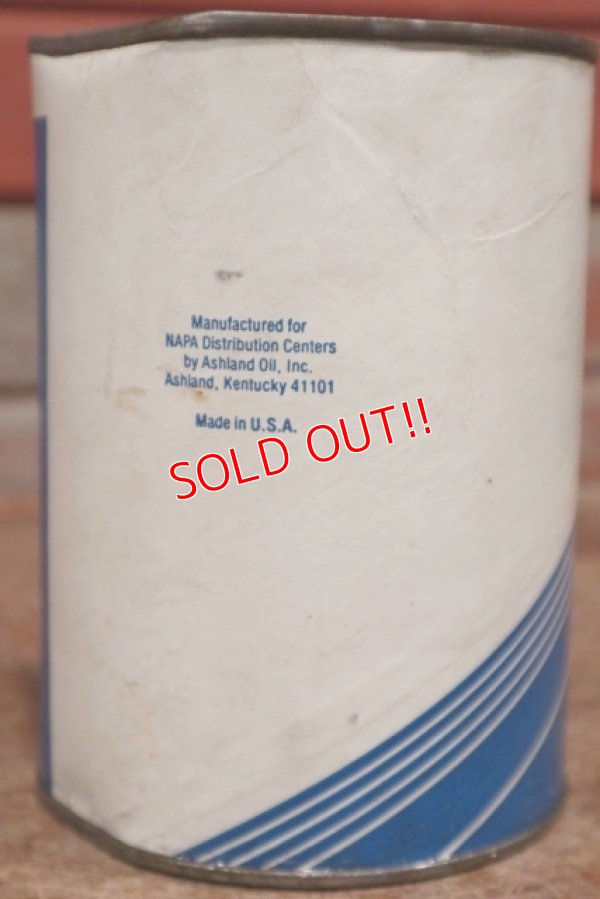 Manufactured for
NAPA Distribution Centers
by Ashland Oil, Inc.
Ashland, Kentucky 41101
Made in U.S.A.
SOLD OUT!!